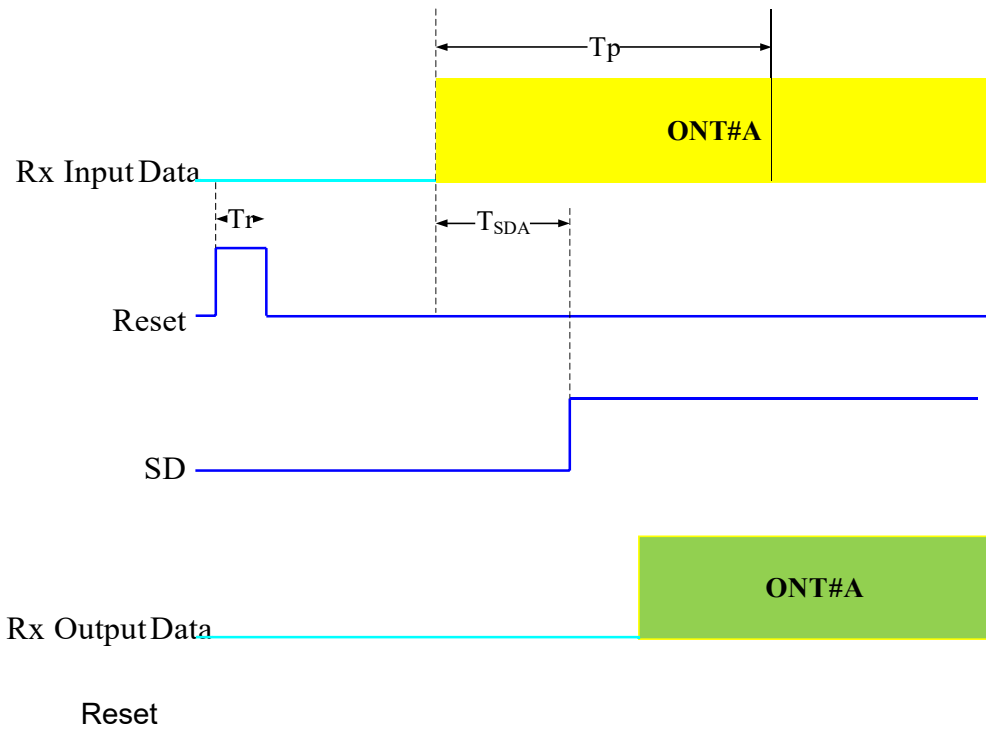 Tp
ONT#A
Rx Input Data
Tr
TSDA
Reset
SD
ONT#A
Rx Output Data
Reset